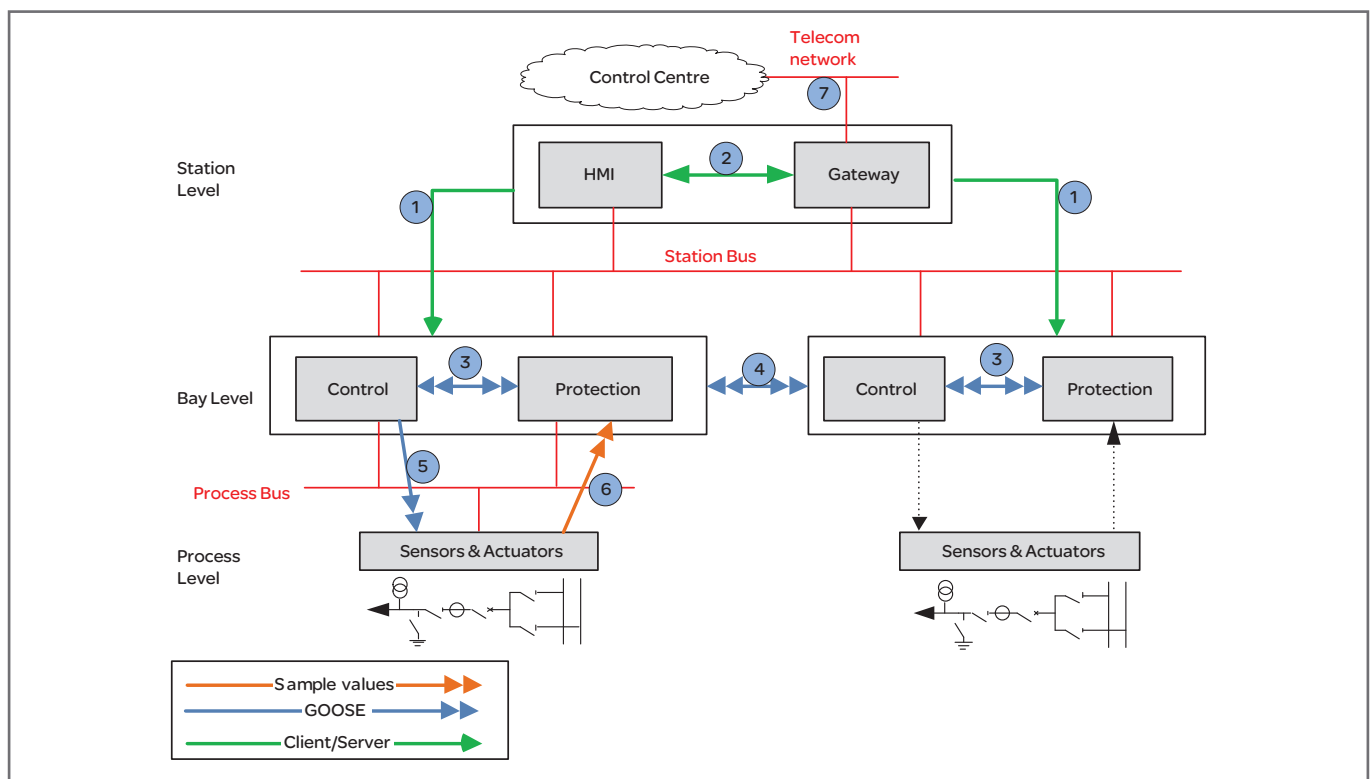 Telecom
network
Control Centre
7
Station
Level
HMI
2
Gateway
1
1
Station Bus
Bay Level
Control
3
Protection
4
Control
3
Protection
5
6
Process Bus
Process
Level
Sensors & Actuators
Sensors & Actuators
Sample values
GOOSE
Client/Server